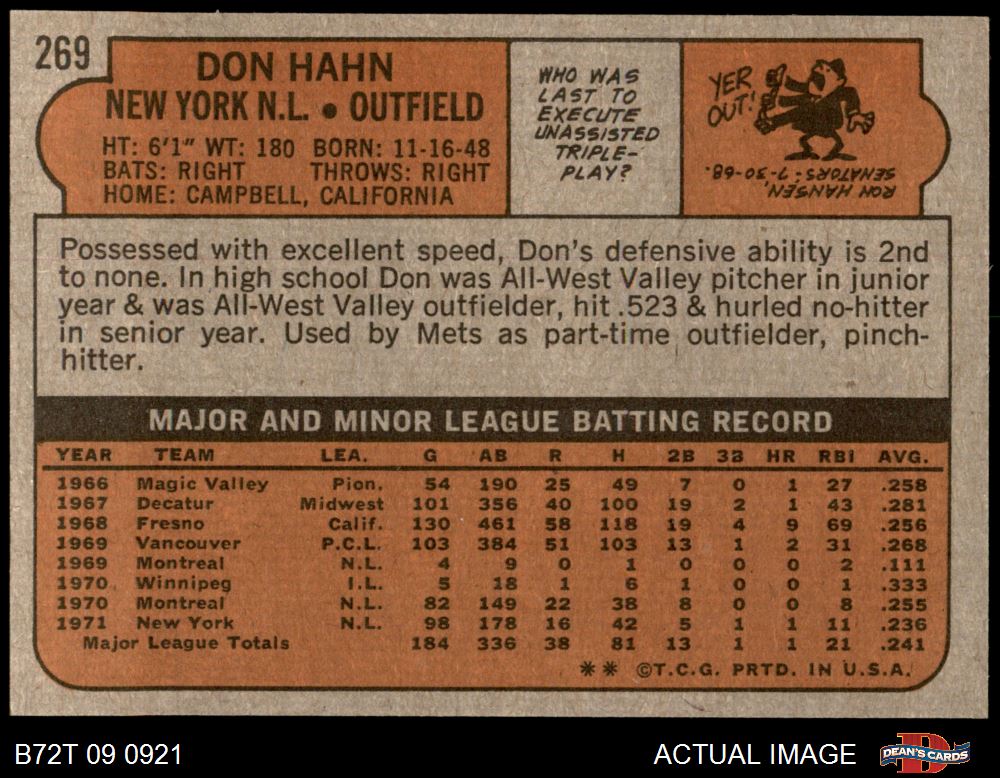 269
DON HAHN
NEW YORK N.L. • OUTFIELD
HT: 6'1" WT: 180 BORN: 11-16-48
BATS: RIGHT THROWS: RIGHT
HOME: CAMPBELL, CALIFORNIA
WHO WAS
LAST TO
EXECUTE
UNASSISTED
TRIPLE-
PLAY?
YER
OUT!
RON HANSEN,
SENATORS: 7-30-68.
Possessed with excellent speed, Don's defensive ability is 2nd
to none. In high school Don was All-West Valley pitcher in junior
year & was All-West Valley outfielder, hit .523 & hurled no-hitter
in senior year. Used by Mets as part-time outfielder, pinch-
hitter.
MAJOR AND MINOR LEAGUE BATTING RECORD
YEAR TEAM LEA. G AB R H 2B 3B HR RBI AVG.
1966 Magic Valley Pion. 54 190 25 49 7 0 1 27 .258
1967 Decatur Midwest 101 356 40 100 19 2 1 43 .281
1968 Fresno Calif. 130 461 58 118 19 4 9 69 .256
1969 Vancouver P.C.L. 103 384 51 103 13 1 2 31 .268
1969 Montreal N.L. 4 9 0 1 0 0 0 2 .111
1970 Winnipeg I.L. 5 18 1 6 1 0 0 1 .333
1970 Montreal N.L. 82 149 22 38 8 0 0 8 .255
1971 New York N.L. 98 178 16 42 5 1 1 11 .236
Major League Totals 184 336 38 81 13 1 1 21 .241
** ©T.C.G. PRTD. IN U.S.A.
B72T 09 0921
ACTUAL IMAGE
DEAN'S CARDS